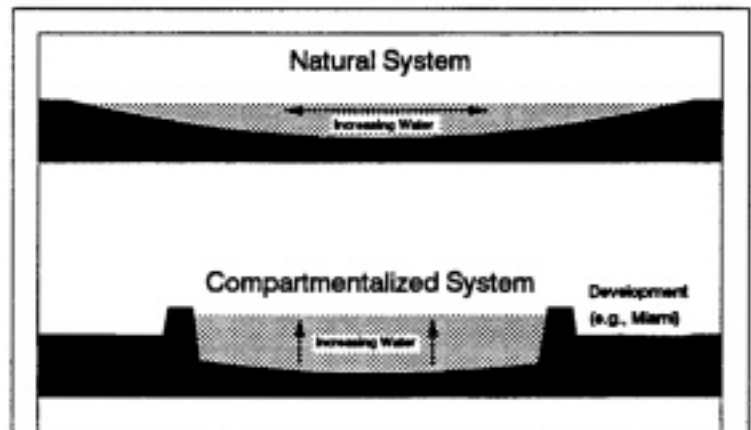 Natural System
Increasing Water
Compartmentalized System
Development
(e.g., Miami)
Increasing Water